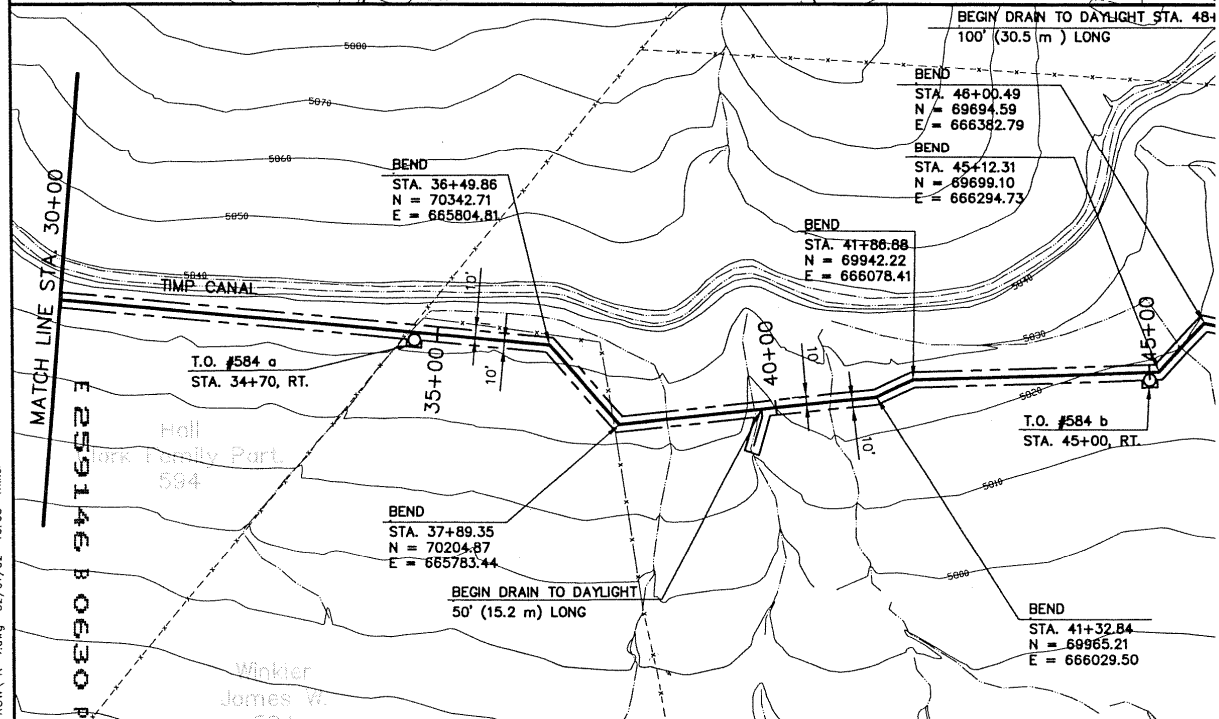 BEGIN DRAIN TO DAYLIGHT STA. 48+
100' (30.5 m ) LONG
5080
5070
5060
5050
5040
TIMP CANAL
MATCH LINE STA. 30+00
BEND
STA. 36+49.86
N = 70342.71
E = 665804.81
BEND
STA. 46+00.49
N = 69694.59
E = 666382.79
BEND
STA. 45+12.31
N = 69699.10
E = 666294.73
BEND
STA. 41+86.88
N = 69942.22
E = 666078.41
5040
5030
5020
5010
5000
10'
10'
10'
10'
35+00
40+00
45+00
T.O. #584 a
STA. 34+70, RT.
T.O. #584 b
STA. 45+00, RT.
Hall
Family Part.
594
BEND
STA. 37+89.35
N = 70204.87
E = 665783.44
BEGIN DRAIN TO DAYLIGHT
50' (15.2 m) LONG
BEND
STA. 41+32.84
N = 69965.21
E = 666029.50
Winkler
James W.
E 259146 B 0630 P